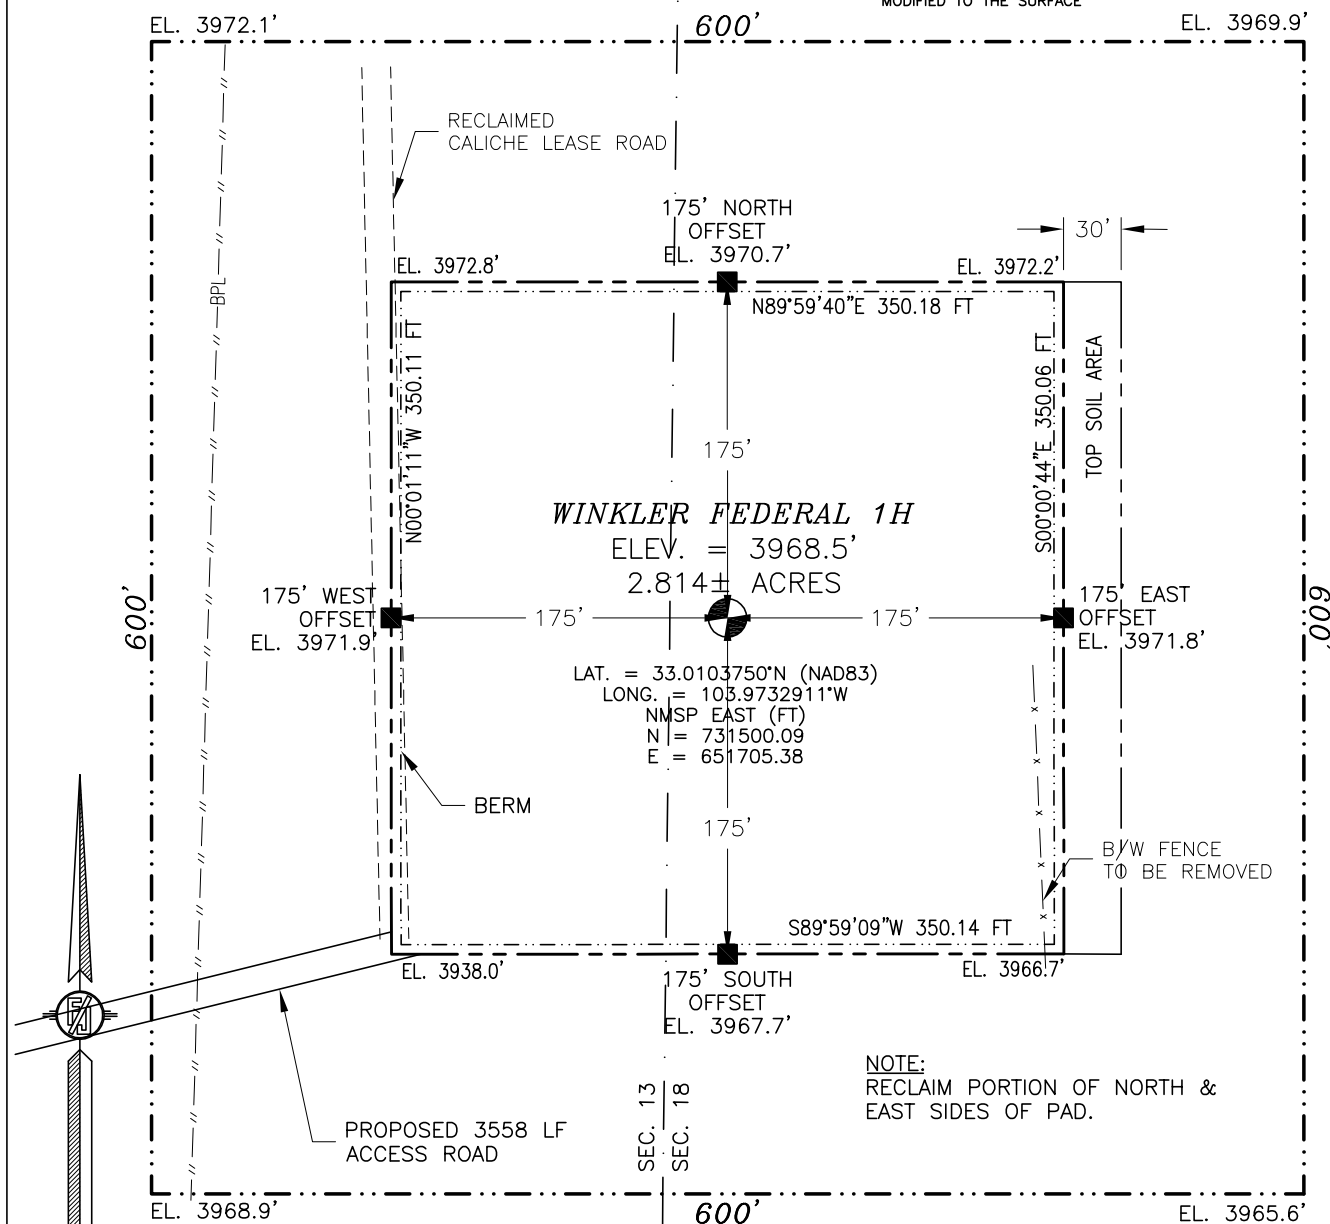 MODIFIED TO THE SURFACE
EL. 3972.1'
600'
EL. 3969.9'
RECLAIMED
CALICHE LEASE ROAD
BPL
175' NORTH
OFFSET
EL. 3970.7'
30'
EL. 3972.8'
EL. 3972.2'
N89°59'40"E 350.18 FT
N00°01'11"W 350.11 FT
S00°00'44"E 350.06 FT
TOP SOIL AREA
175'
WINKLER FEDERAL 1H
ELEV. = 3968.5'
2.814± ACRES
600'
175' WEST
OFFSET
EL. 3971.9'
175'
175'
175' EAST
OFFSET
EL. 3971.8'
600'
LAT. = 33.0103750°N (NAD83)
LONG. = 103.9732911°W
NMSP EAST (FT)
N = 731500.09
E = 651705.38
BERM
175'
B/W FENCE
TO BE REMOVED
S89°59'09"W 350.14 FT
EL. 3938.0'
EL. 3966.7'
175' SOUTH
OFFSET
EL. 3967.7'
NOTE:
RECLAIM PORTION OF NORTH &
EAST SIDES OF PAD.
SEC. 13
SEC. 18
PROPOSED 3558 LF
ACCESS ROAD
EL. 3968.9'
600'
EL. 3965.6'